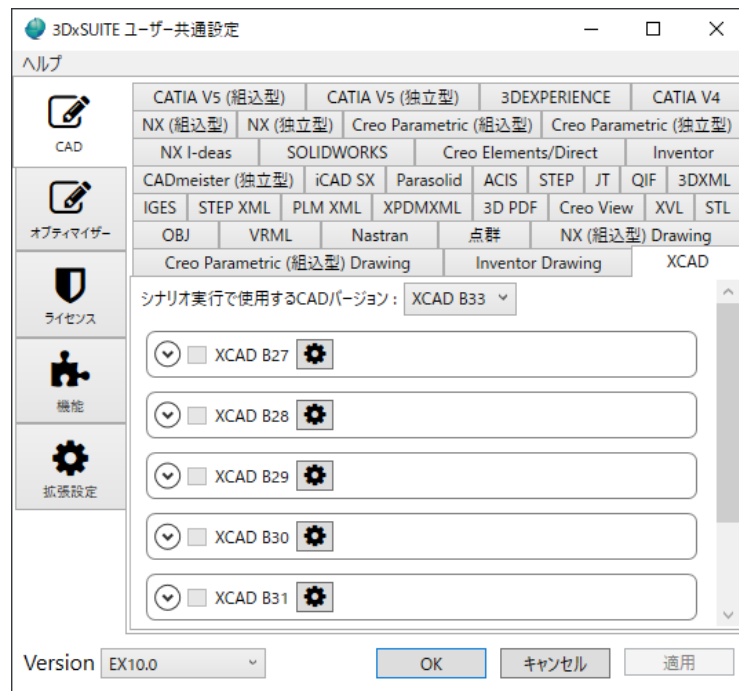 3DxSUITE ユーザー共通設定
ヘルプ
CAD
オプティマイザー
ライセンス
機能
拡張設定
CATIA V5 (組込型) CATIA V5 (独立型) 3DEXPERIENCE CATIA V4
NX (組込型) NX (独立型) Creo Parametric (組込型) Creo Parametric (独立型)
NX I-deas SOLIDWORKS Creo Elements/Direct Inventor
CADmeister (独立型) iCAD SX Parasolid ACIS STEP JT QIF 3DXML
IGES STEP XML PLM XML XPDMXML 3D PDF Creo View XVL STL
OBJ VRML Nastran 点群 NX (組込型) Drawing
Creo Parametric (組込型) Drawing Inventor Drawing XCAD
シナリオ実行で使用するCADバージョン : XCAD B33
XCAD B27
XCAD B28
XCAD B29
XCAD B30
XCAD B31
Version EX10.0 OK キャンセル 適用